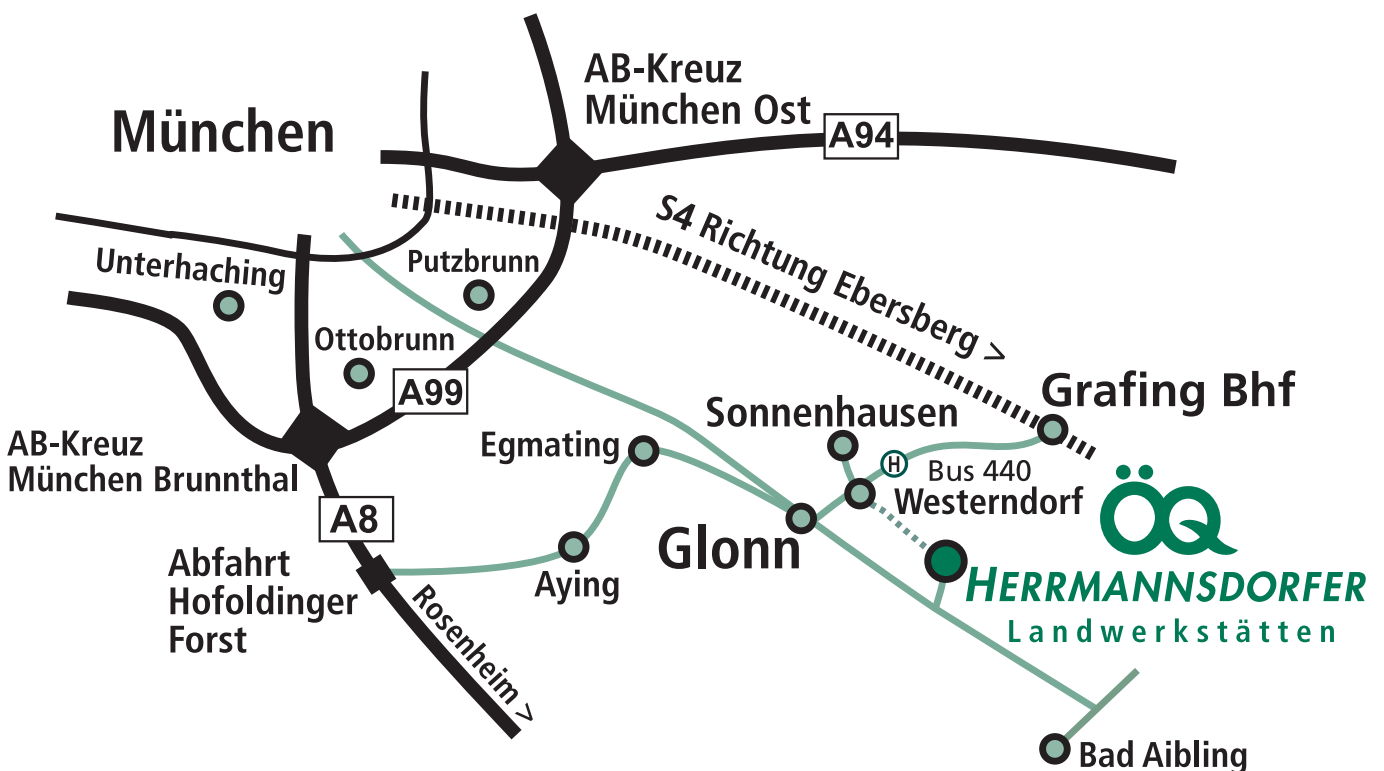 AB-Kreuz
München Ost
München
A94
S4 Richtung Ebersberg >
Unterhaching
Putzbrunn
Ottobrunn
A99
Grafing Bhf
Sonnenhausen
Egmating
AB-Kreuz
München Brunnthal
H
Bus 440
Westerndorf
ÖQ
A8
Glonn
Abfahrt
Hofoldinger
Forst
Aying
HERRMANNSDORFER
Landwerkstätten
Rosenheim >
Bad Aibling